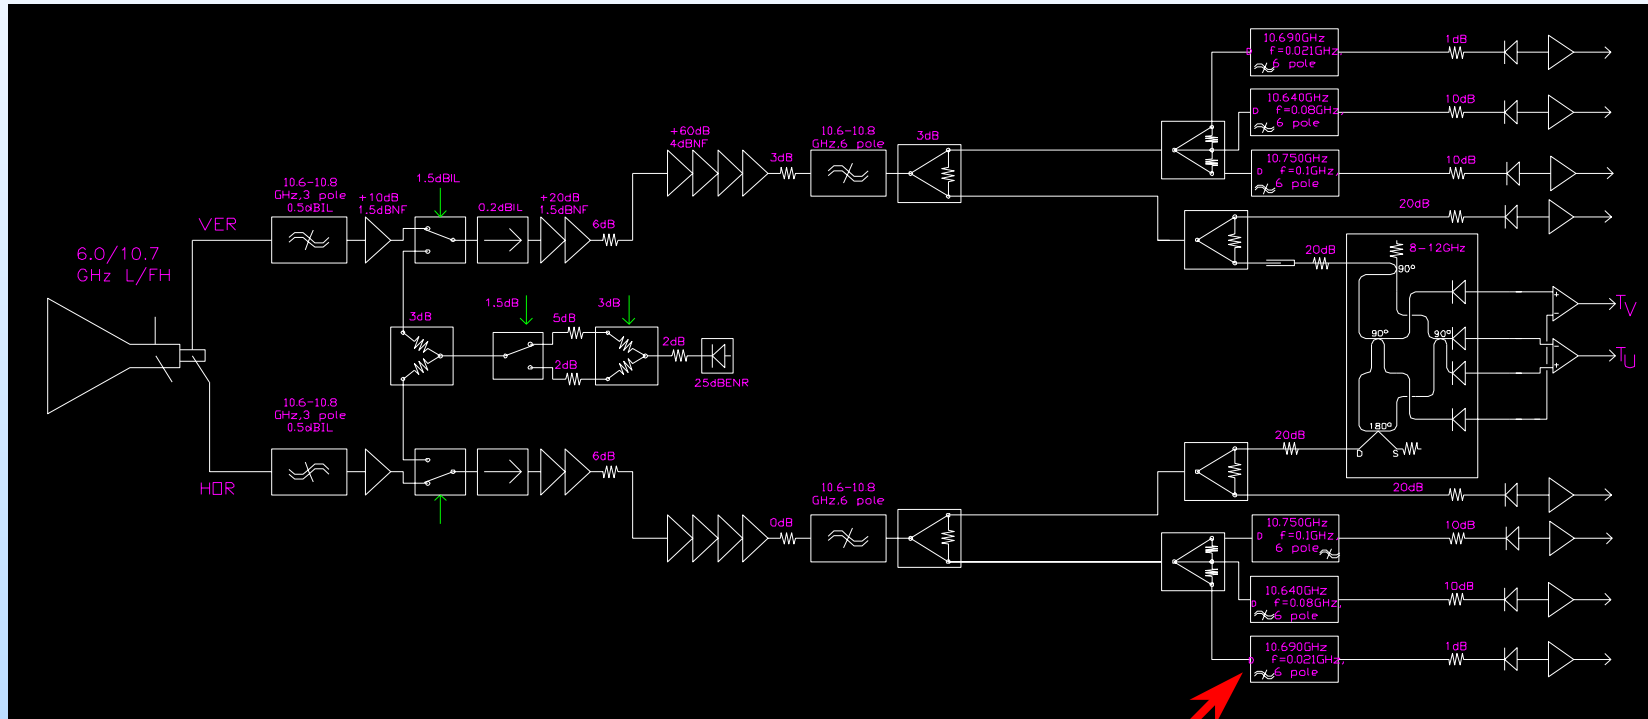 10.690GHz
f=0.021GHz,
6 pole
1dB
10.640GHz
D f=0.08GHz,
6 pole
10dB
10.750GHz
D f=0.1GHz,
6 pole
10dB
+60dB
4dBNF
3dB
10.6-10.8
GHz,6 pole
3dB
20dB
10.6-10.8
GHz,3 pole
0.5dBIL
+10dB
1.5dBNF
1.5dBIL
0.2dBIL
+20dB
1.5dBNF
6dB
VER
6.0/10.7
GHz L/FH
20dB
8-12GHz
90°
90°
90°
180°
D S
+
-
-
+
TV
TU
3dB
1.5dB
5dB
2dB
3dB
2dB
25dBENR
10.6-10.8
GHz,3 pole
0.5dBIL
HOR
6dB
0dB
10.6-10.8
GHz,6 pole
20dB
20dB
10.750GHz
D f=0.1GHz,
6 pole
10dB
10.640GHz
D f=0.08GHz,
6 pole
10dB
10.690GHz
D f=0.021GHz,
6 pole
1dB